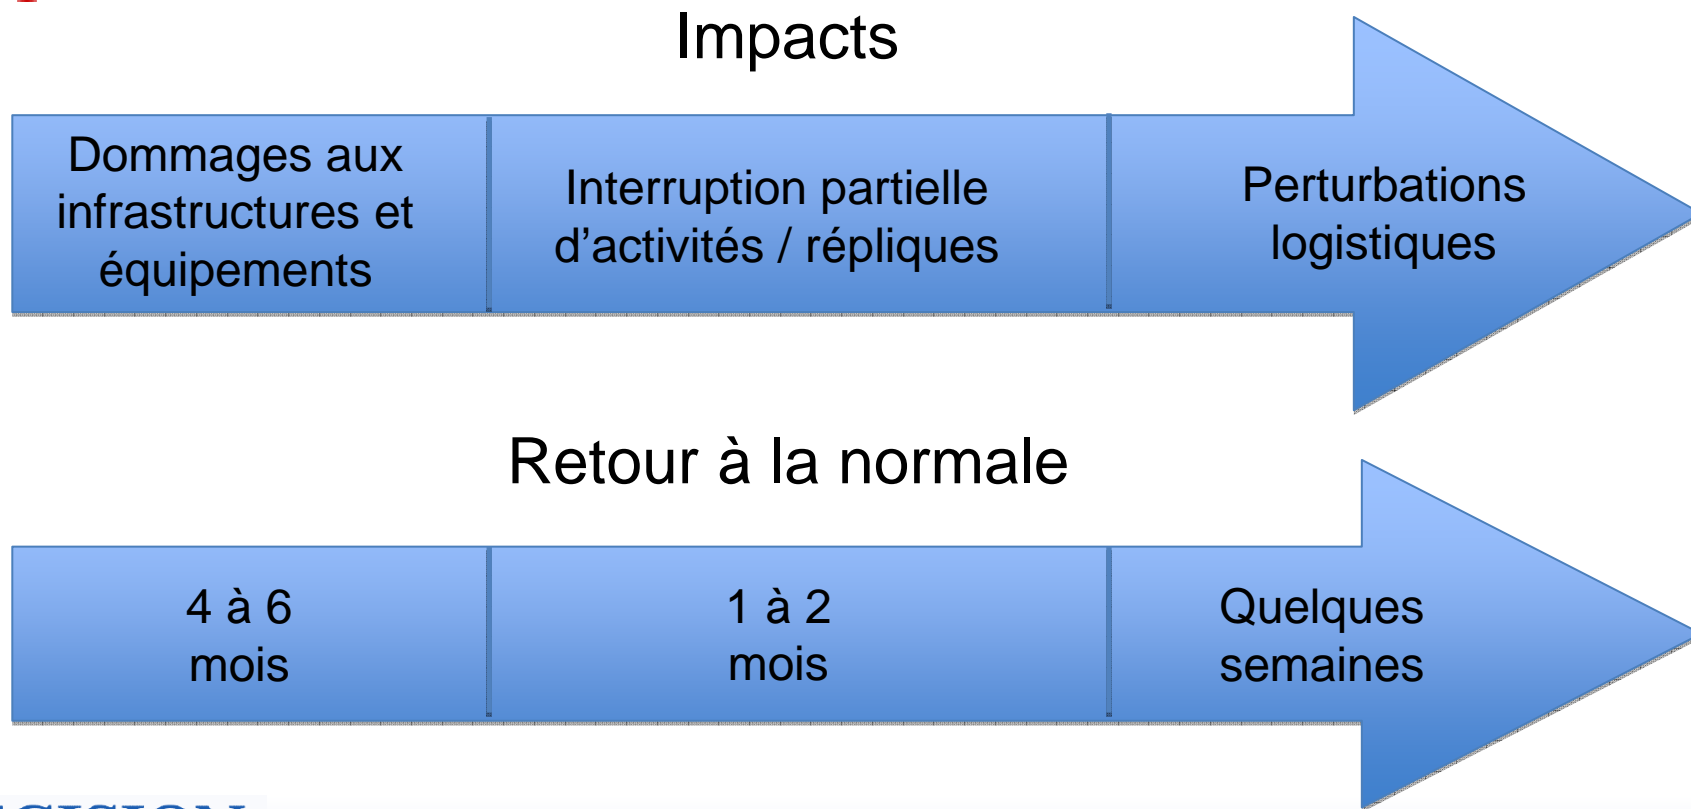 Impacts
Dommages aux
infrastructures et
équipements
Interruption partielle
d’activités / répliques
Perturbations
logistiques
Retour à la normale
4 à 6
mois
1 à 2
mois
Quelques
semaines